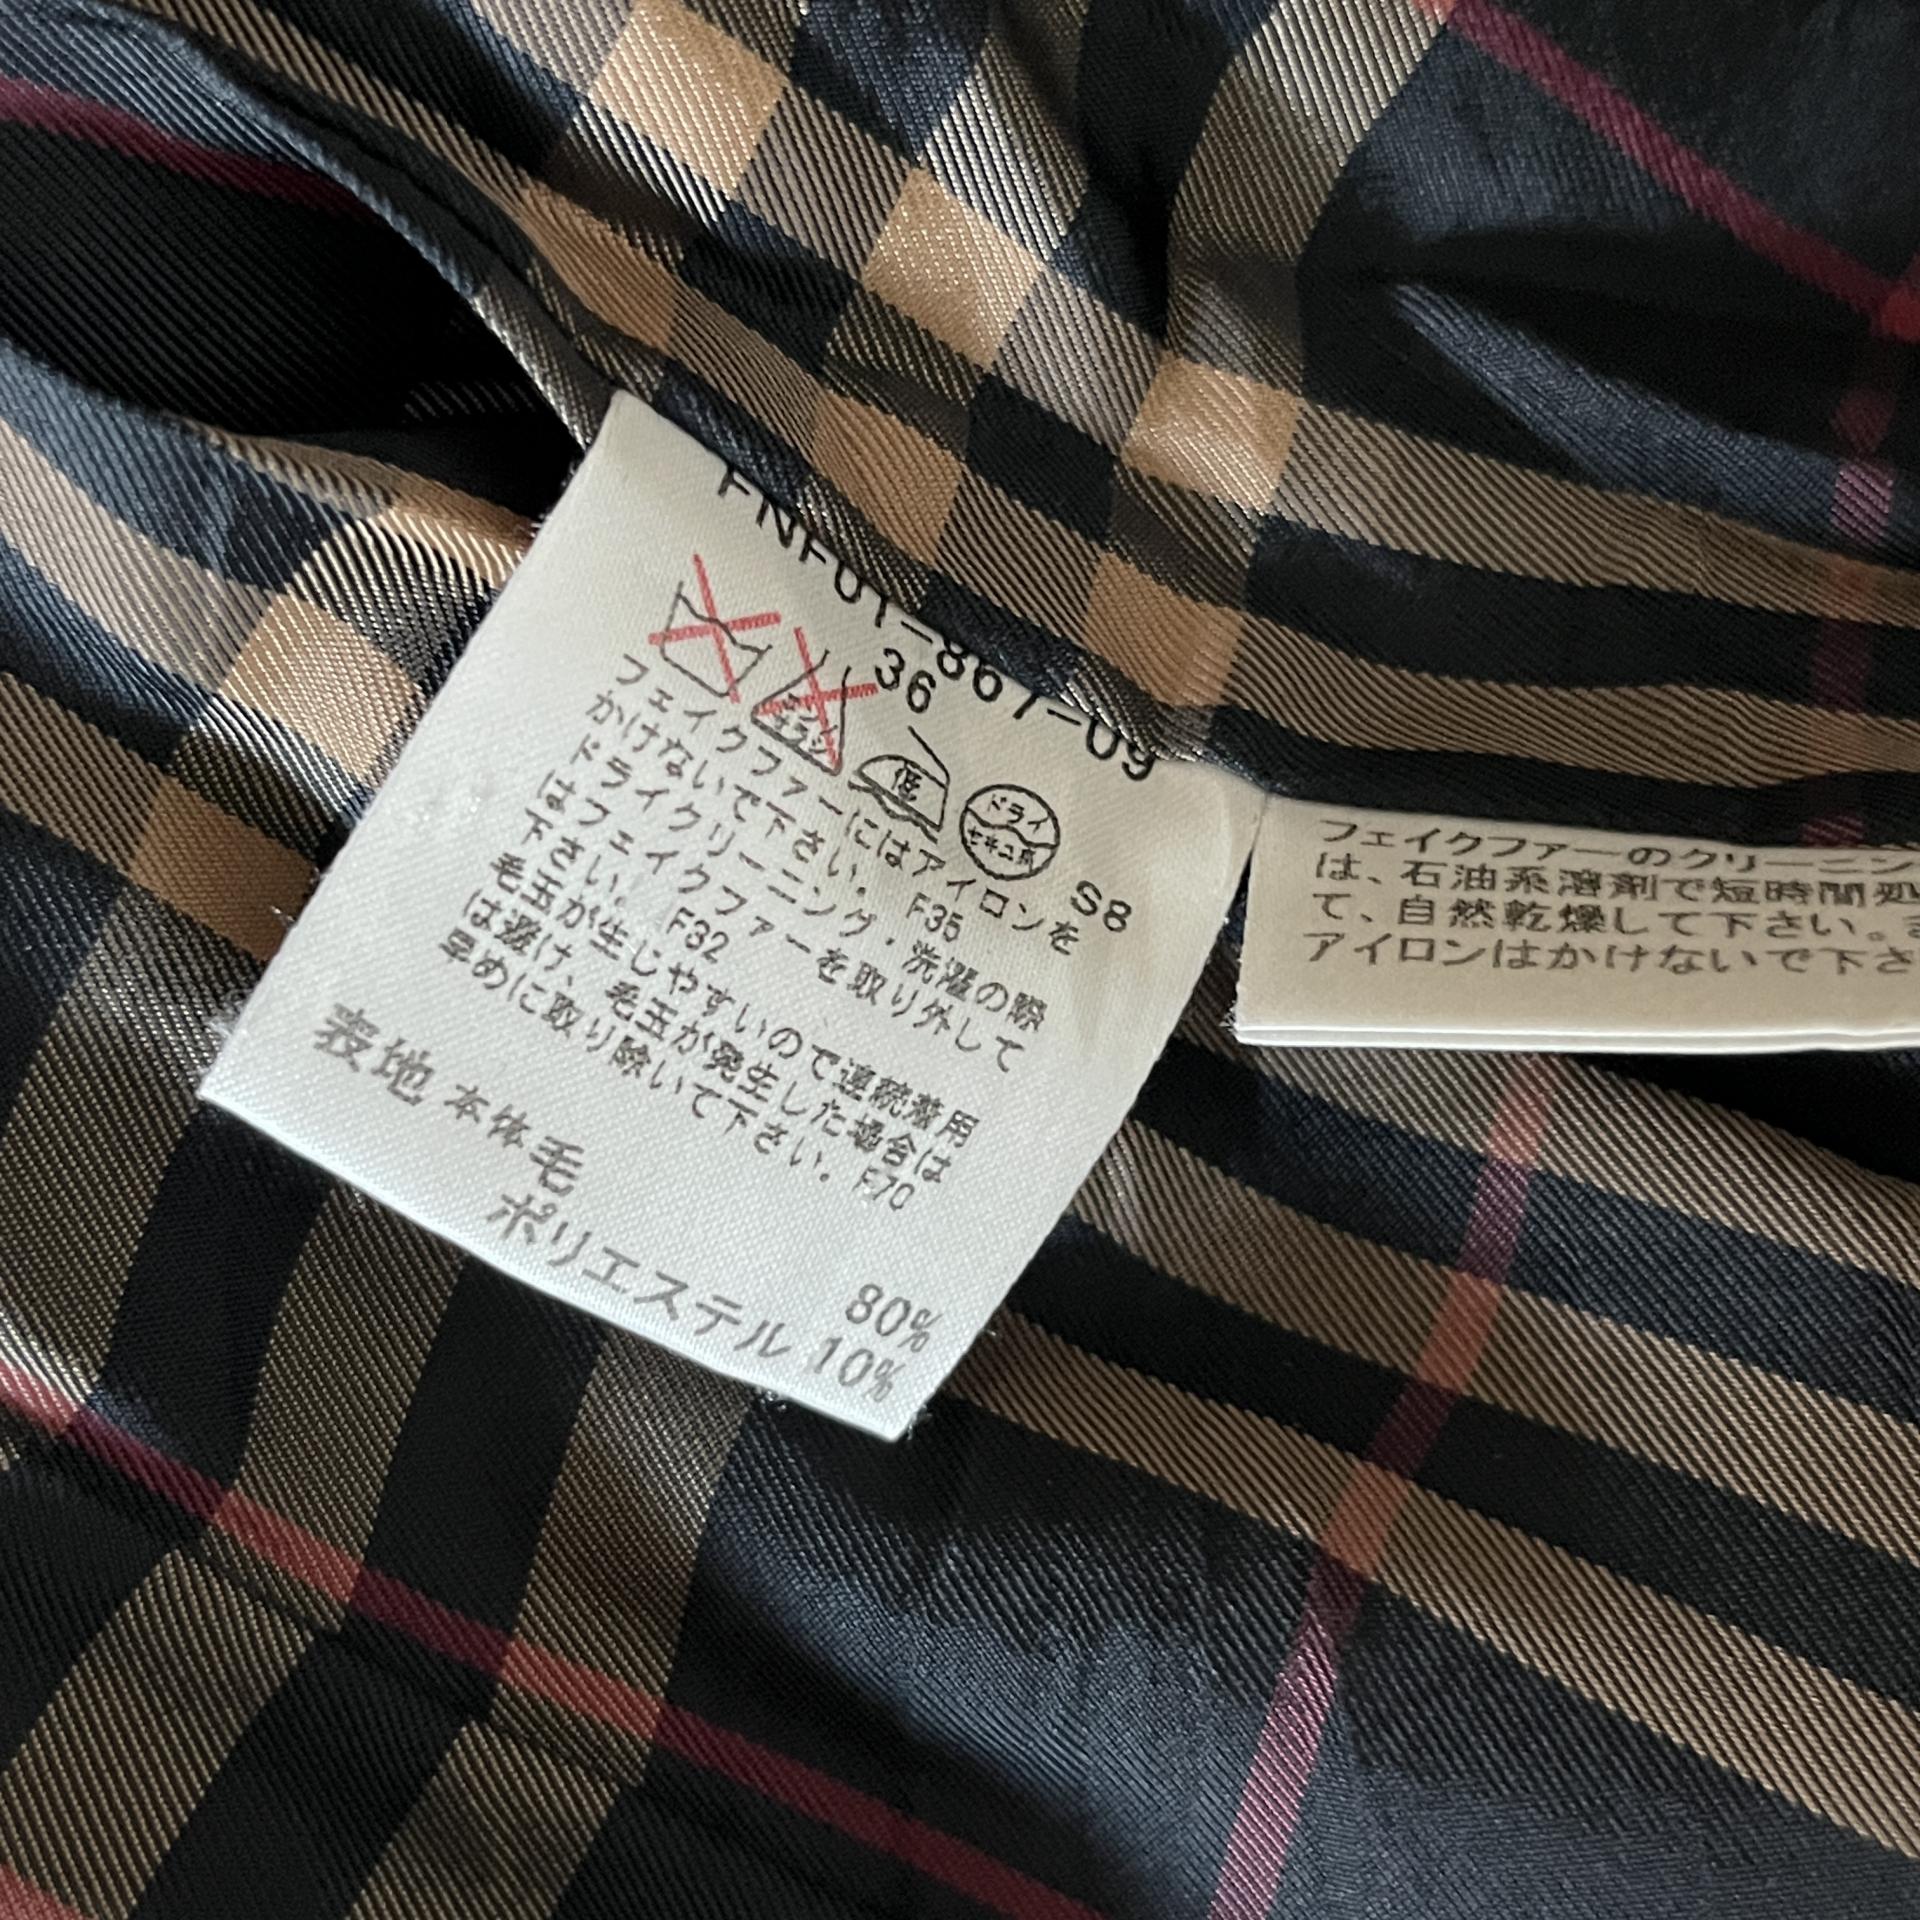 FNF01-867-09
36
エンソ
サラシ
低
ドライ
セキユ系
S8
フェイクファーにはアイロンを
かけないで下さい。 F35
ドライクリーニング・洗濯の際
はフェイクファーを取り外して
下さい。 F32
毛玉が生じやすいので連続着用
は避け、毛玉が発生した場合は
早めに取り除いて下さい。 F70
表地 本体 毛 80%
ポリエステル 10%
フェイクファーのクリーニン
は、石油系溶剤で短時間処
て、自然乾燥して下さい。ま
アイロンはかけないで下さ